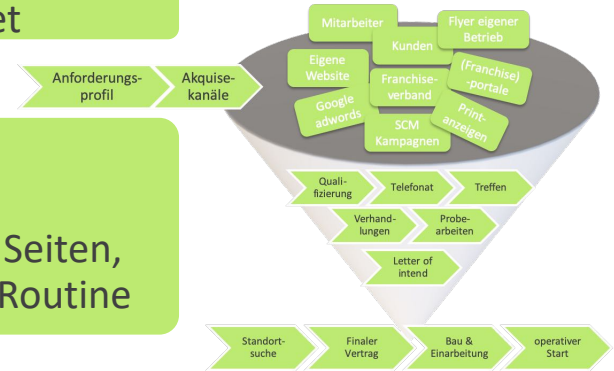 et
Seiten,
Routine
Anforderungs-
profil
Akquise-
kanäle
Mitarbeiter
Kunden
Flyer eigener
Betrieb
Eigene
Website
Franchise-
verband
(Franchise)
-portale
Google
adwords
SCM
Kampagnen
Print-
anzeigen
Quali-
fizierung
Telefonat
Treffen
Verhand-
lungen
Probe-
arbeiten
Letter of
intend
Standort-
suche
Finaler
Vertrag
Bau &
Einarbeitung
operativer
Start